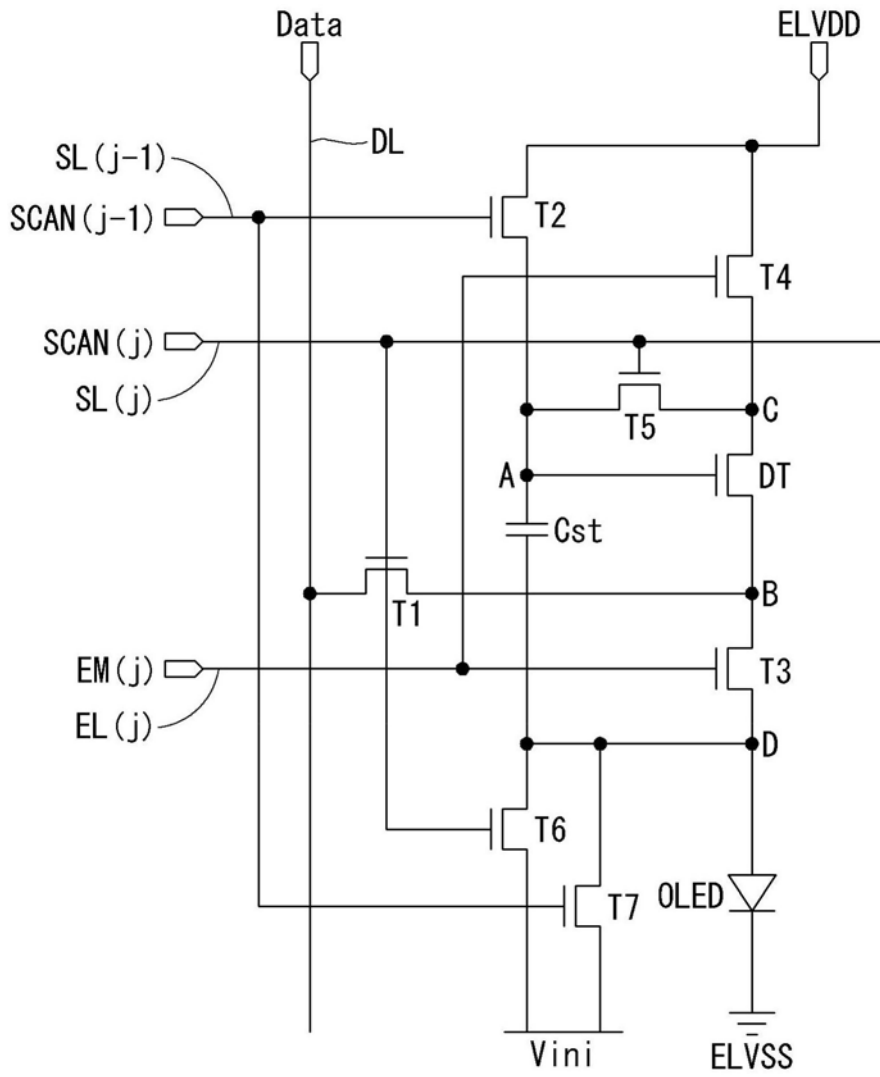 Data
ELVDD
DL
SL(j-1)
SCAN(j-1)
T2
T4
SCAN(j)
SL(j)
T5
C
A
DT
Cst
T1
B
EM(j)
T3
EL(j)
D
T6
T7
OLED
Vini
ELVSS